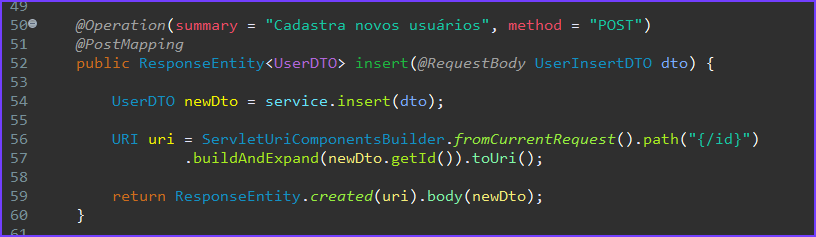 49
50 @Operation(summary = "Cadastra novos usuários", method = "POST")
51 @PostMapping
52 public ResponseEntity<UserDTO> insert(@RequestBody UserInsertDTO dto) {
53
54 UserDTO newDto = service.insert(dto);
55
56 URI uri = ServletUriComponentsBuilder.fromCurrentRequest().path("{/id}")
57 .buildAndExpand(newDto.getId()).toUri();
58
59 return ResponseEntity.created(uri).body(newDto);
60 }
61